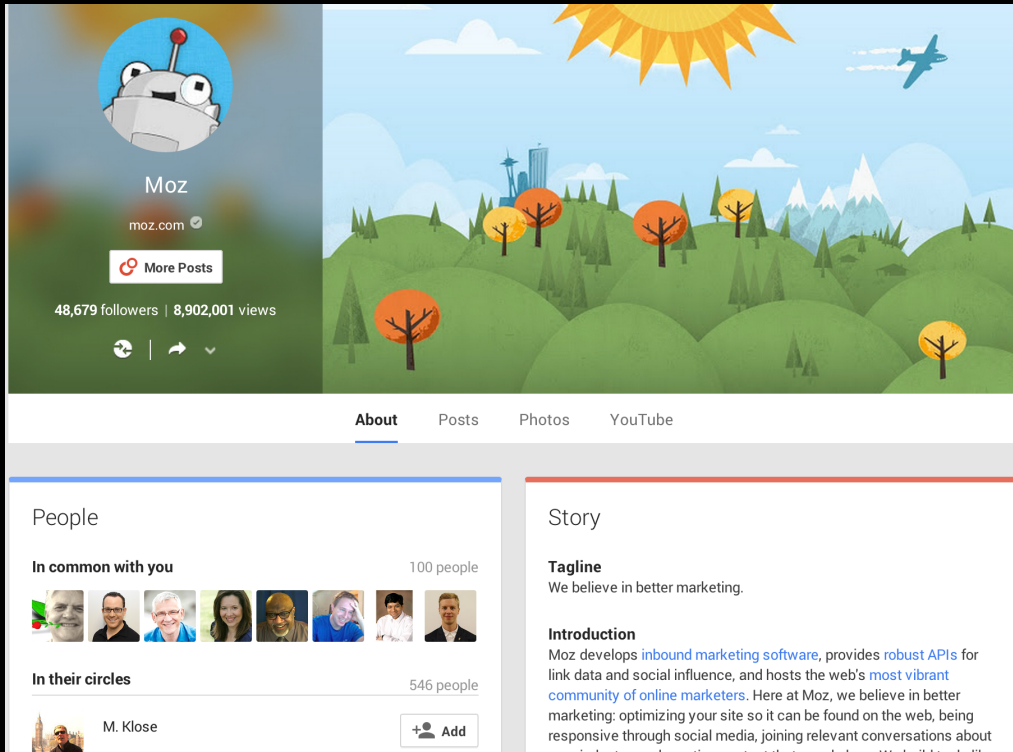 Moz
moz.com
More Posts
48,679 followers | 8,902,001 views
About Posts Photos YouTube
People
In common with you 100 people
In their circles 546 people
M. Klose
Add
Story
Tagline
We believe in better marketing.
Introduction
Moz develops inbound marketing software, provides robust APIs for
link data and social influence, and hosts the web's most vibrant
community of online marketers. Here at Moz, we believe in better
marketing: optimizing your site so it can be found on the web, being
responsive through social media, joining relevant conversations about